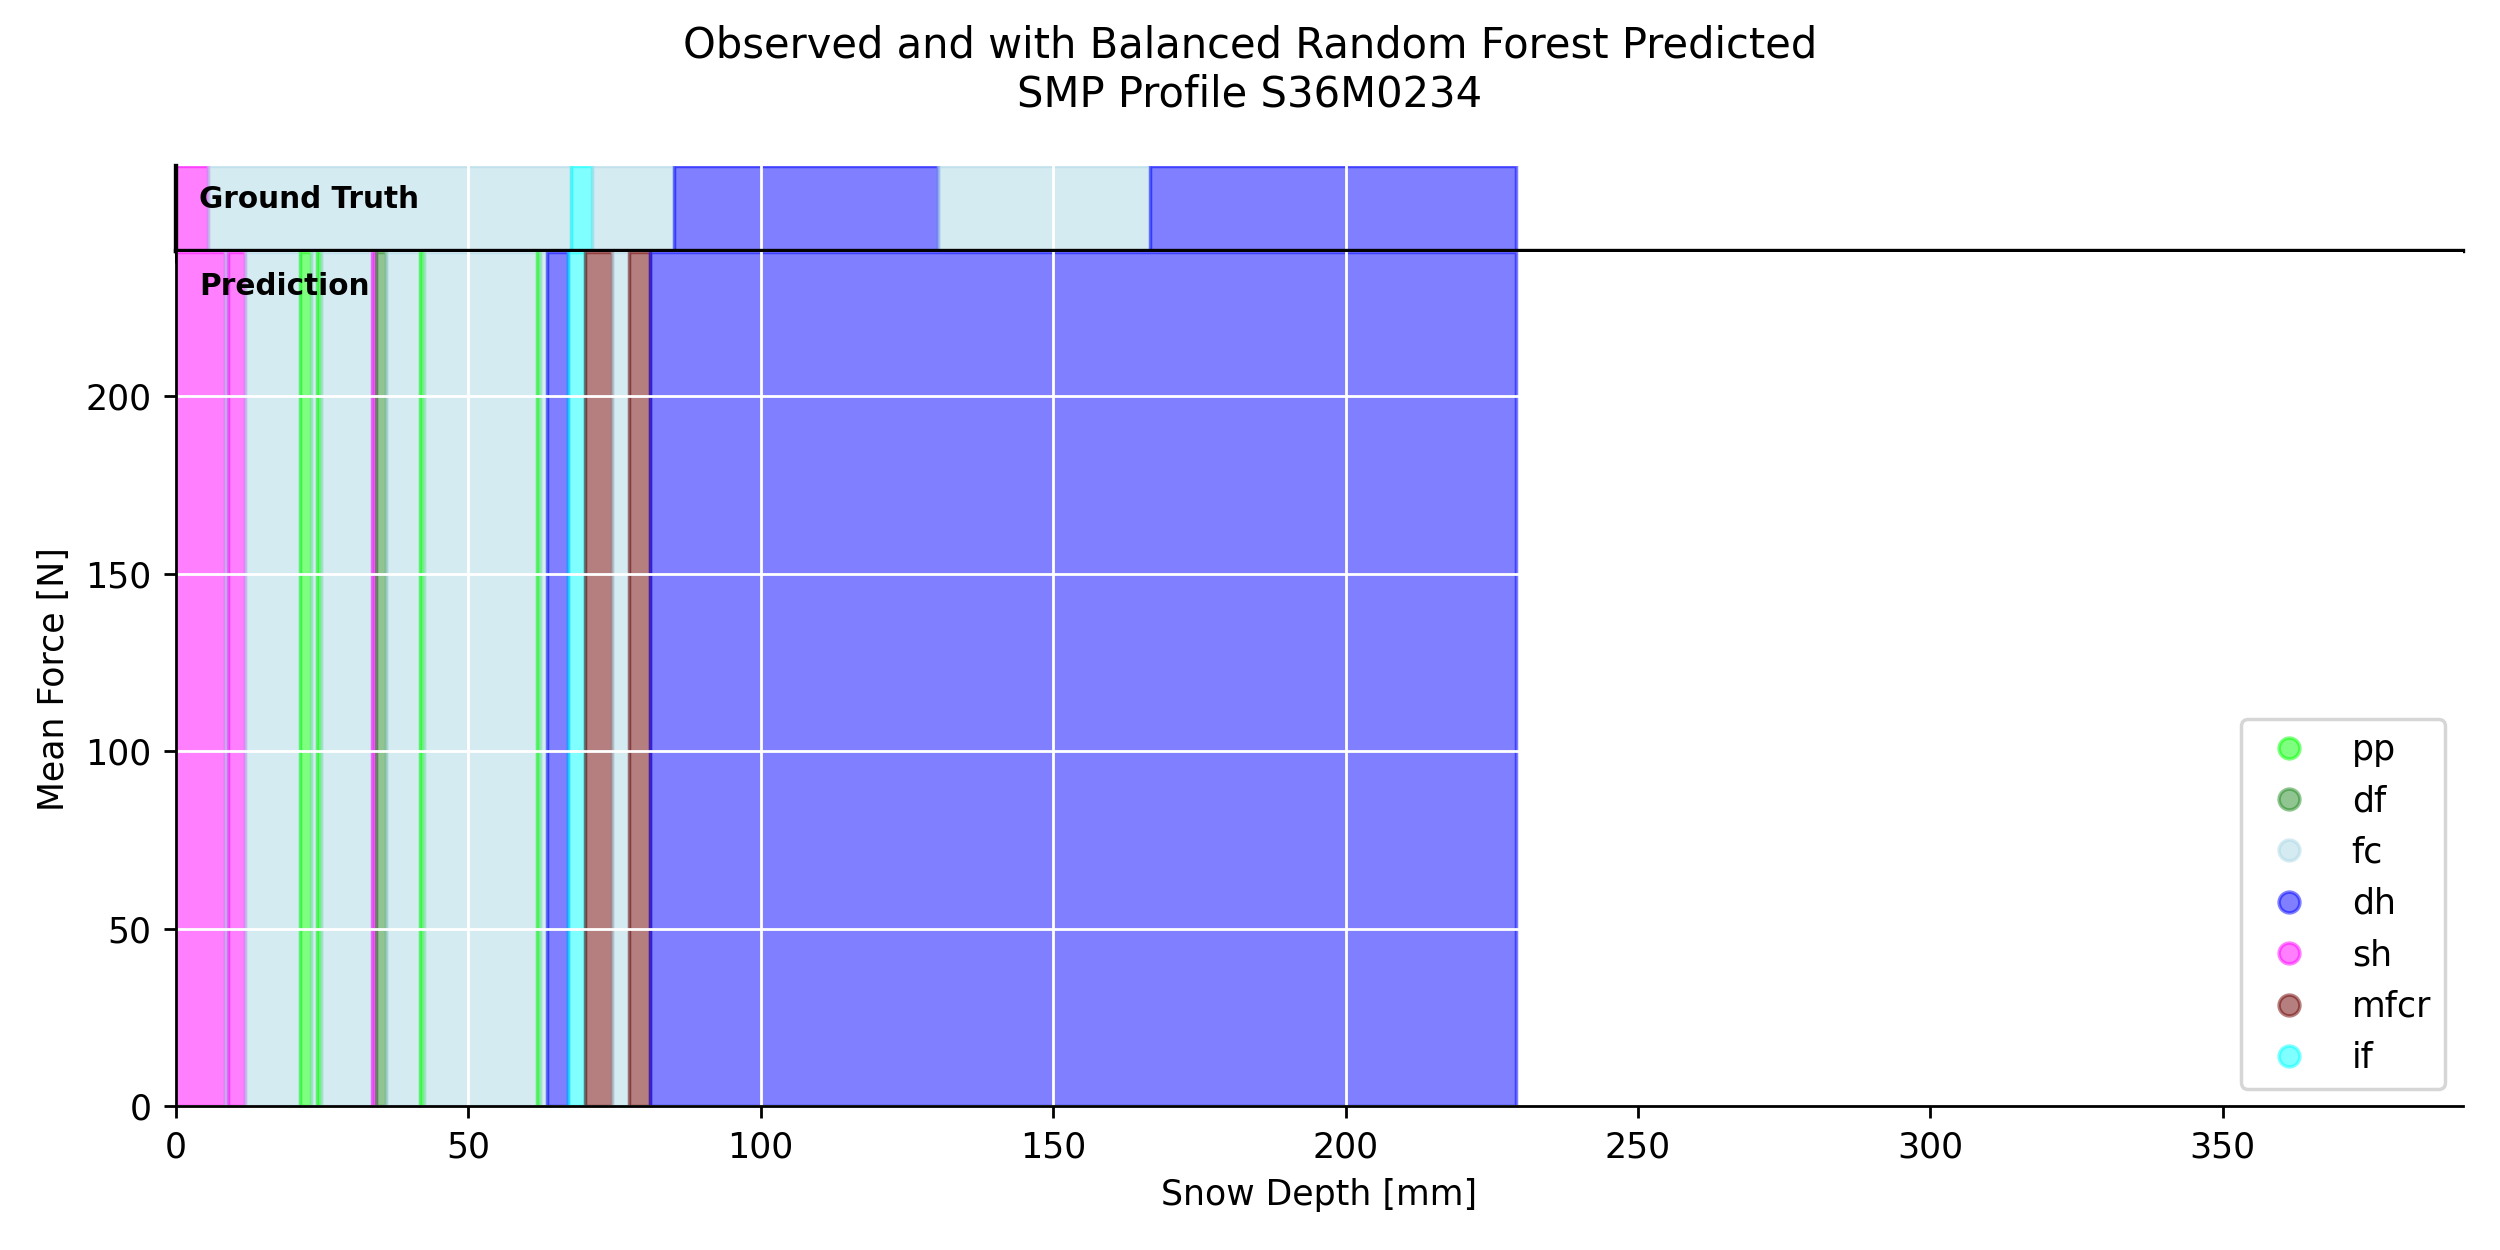 Observed and with Balanced Random Forest Predicted
SMP Profile S36M0234
Ground Truth
Prediction
Mean Force [N]
200
150
100
50
0
0 50 100 150 200 250 300 350
Snow Depth [mm]
pp
df
fc
dh
sh
mfcr
if